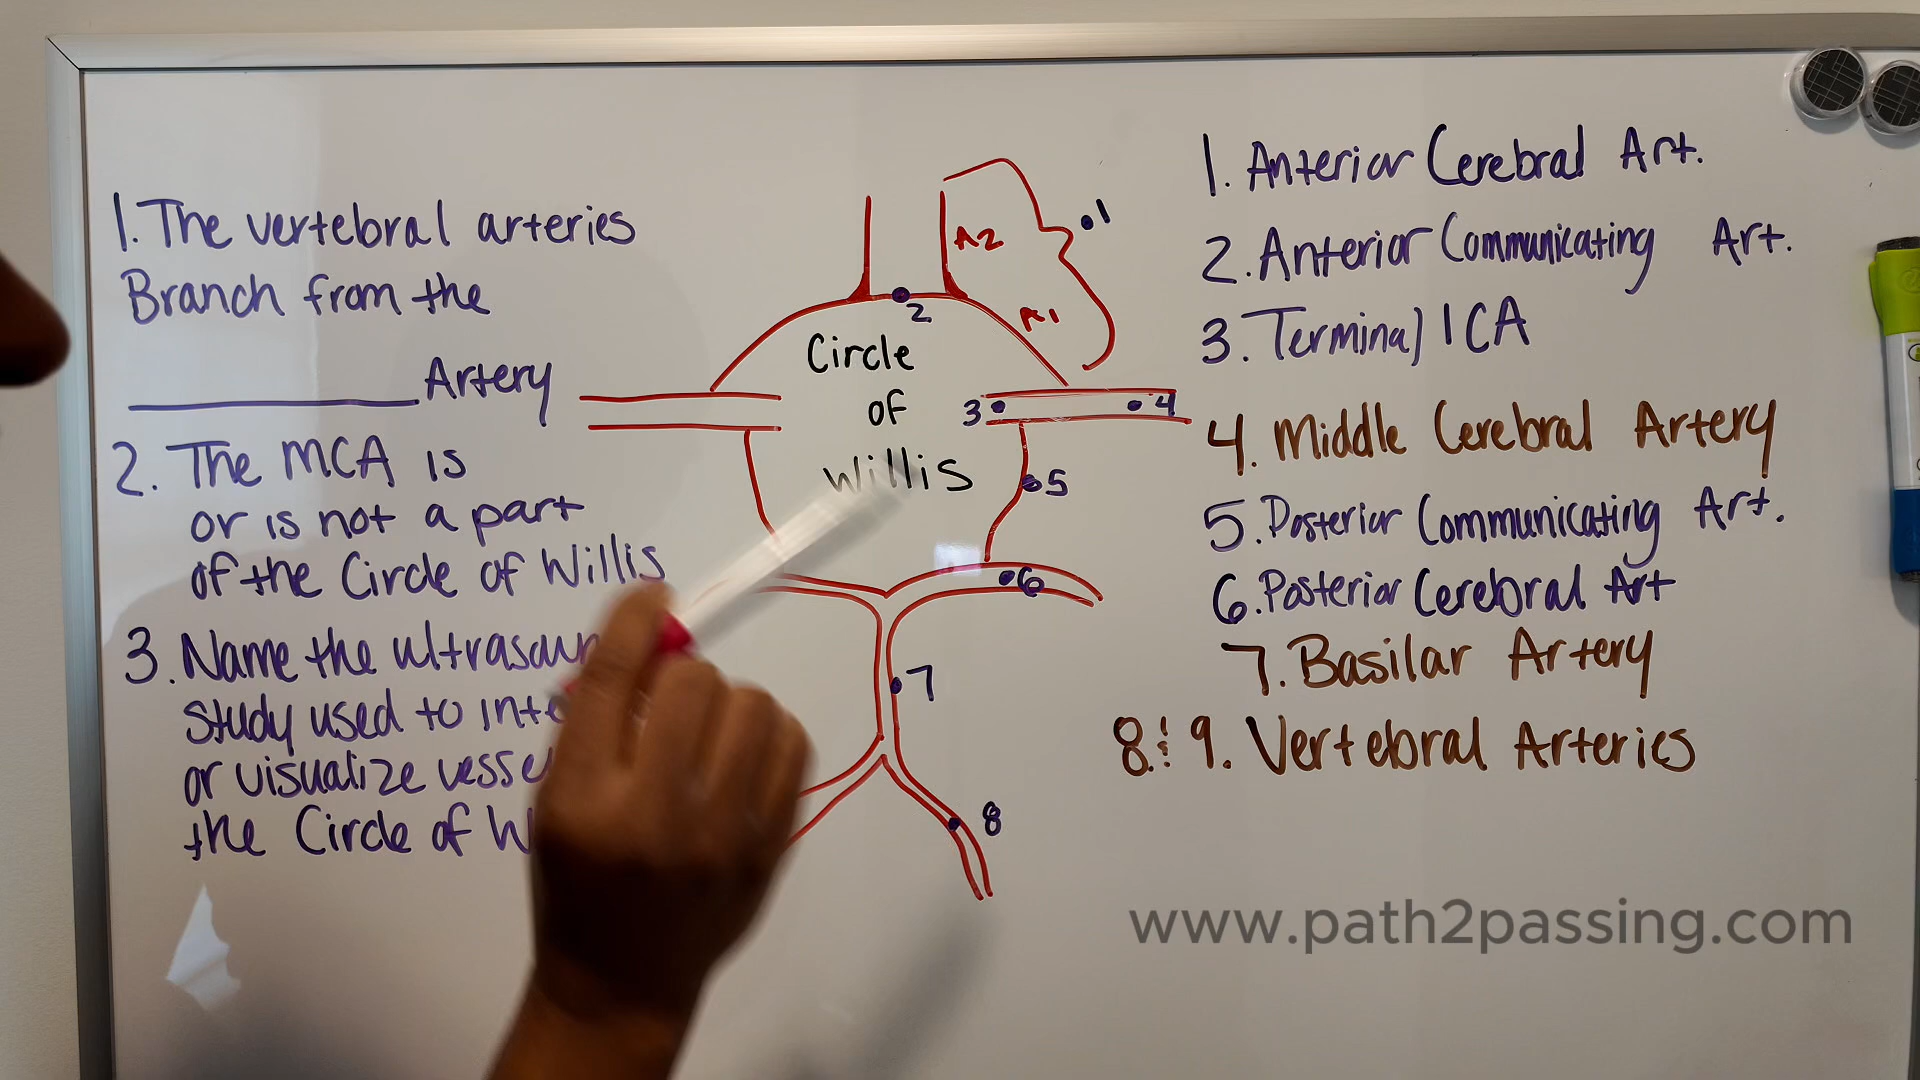 1. The vertebral arteries
Branch from the
Artery
2. The MCA is
or is not a part
of the Circle of Willis
3. Name the
study used to
or visualize
the Circle of
A2
1
2
A1
Circle
of
Willis
3
4
5
6
7
8
1. Anterior Cerebral Art.
2. Anterior Communicating Art.
3. Terminal ICA
4. Middle Cerebral Artery
5. Posterior Communicating Art.
6. Posterior Cerebral Art
7. Basilar Artery
8. & 9. Vertebral Arteries
www.path2passing.com